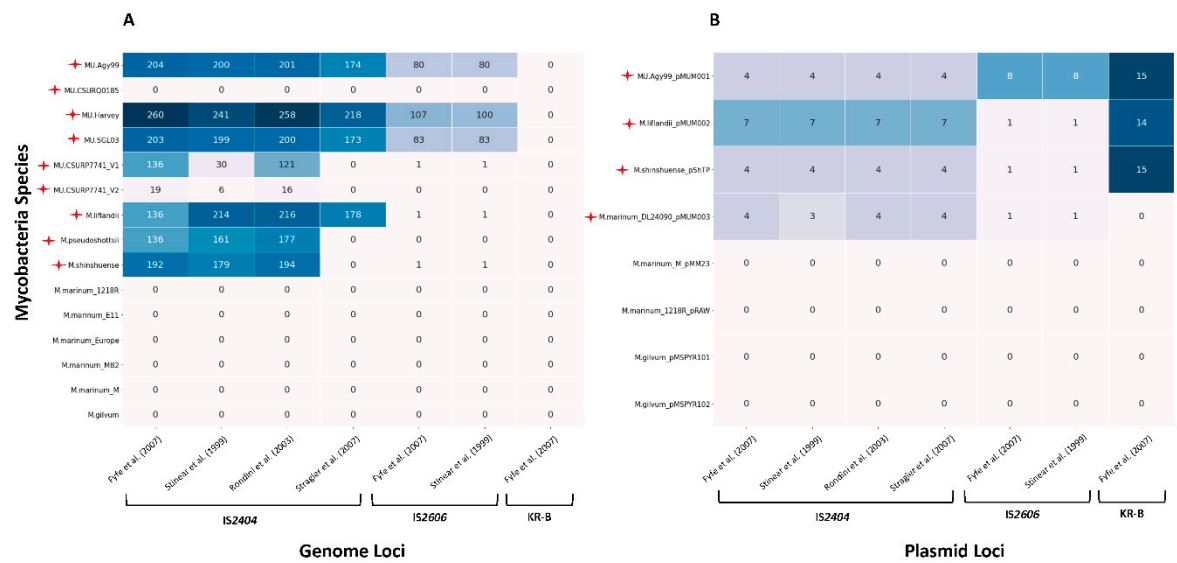 A
MU.Agy99 204 200 201 174 80 80 0
MU.CSURQ0185 0 0 0 0 0 0 0
MU.Harvey 260 241 258 218 107 100 0
MU.SGL03 203 199 200 173 83 83 0
MU.CSURP7741_V1 136 30 121 0 1 1 0
MU.CSURP7741_V2 19 6 16 0 0 0 0
M.liflandii 136 214 216 178 1 1 0
M.pseudoshottsii 136 161 177 0 0 0 0
M.shinshuense 192 179 194 0 1 1 0
M.marinum_1218R 0 0 0 0 0 0 0
M.marinum_E11 0 0 0 0 0 0 0
M.marinum_Europe 0 0 0 0 0 0 0
M.marinum_MB2 0 0 0 0 0 0 0
M.marinum_M 0 0 0 0 0 0 0
M.gilvum 0 0 0 0 0 0 0
Mycobacteria Species
Fyfe et al. (2007)
Stinear et al. (1999)
Rondini et al. (2003)
Stragier et al. (2007)
Fyfe et al. (2007)
Stinear et al. (1999)
Fyfe et al. (2007)
IS2404 IS2606 KR-B
Genome Loci
B
MU.Agy99_pMUM001 4 4 4 4 8 8 15
M.liflandii_pMUM002 7 7 7 7 1 1 14
M.shinshuense_pShTP 4 4 4 4 1 1 15
M.marinum_DL24090_pMUM003 4 3 4 4 1 1 0
M.marinum_M_pMM23 0 0 0 0 0 0 0
M.marinum_1218R_pRAW 0 0 0 0 0 0 0
M.gilvum_pMSPYR101 0 0 0 0 0 0 0
M.gilvum_pMSPYR102 0 0 0 0 0 0 0
Fyfe et al. (2007)
Stinear et al. (1999)
Rondini et al. (2003)
Stragier et al. (2007)
Fyfe et al. (2007)
Stinear et al. (1999)
Fyfe et al. (2007)
IS2404 IS2606 KR-B
Plasmid Loci